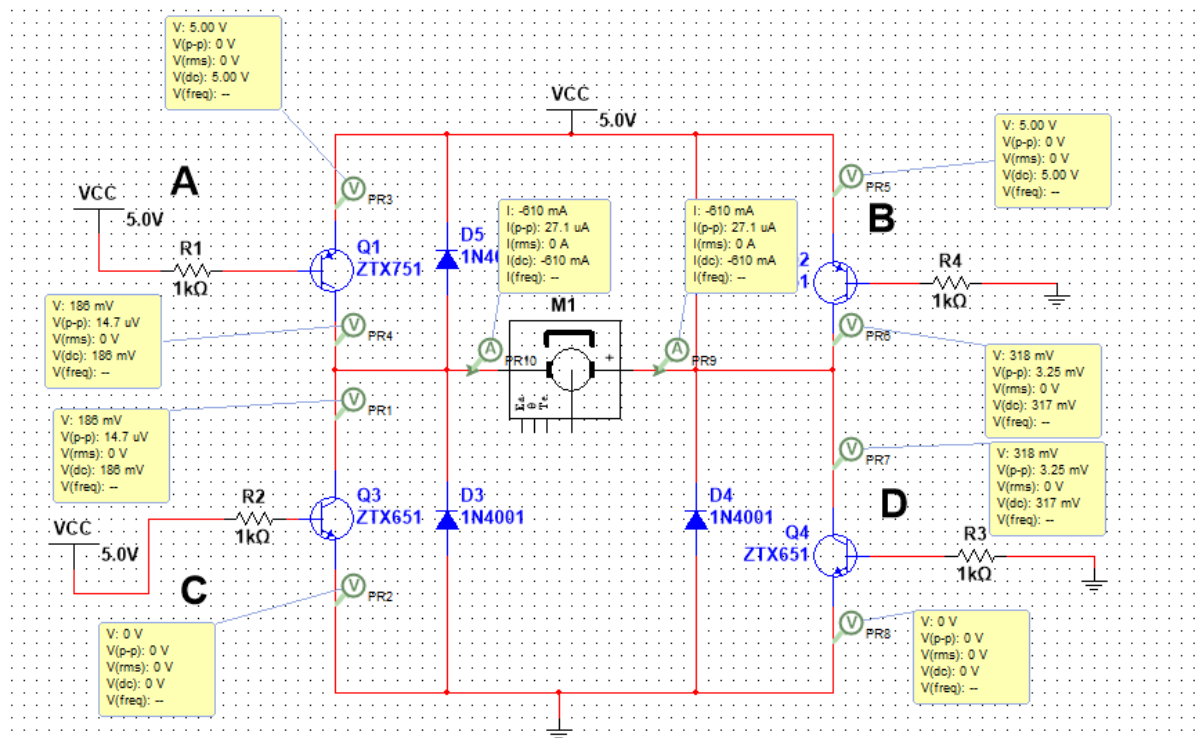 V: 5.00 V
V(p-p): 0 V
V(rms): 0 V
V(dc): 5.00 V
V(freq): --
VCC
5.0V
V: 5.00 V
V(p-p): 0 V
V(rms): 0 V
V(dc): 5.00 V
V(freq): --
A
V
PR3
V
PR5
VCC
5.0V
I: -610 mA
I(p-p): 27.1 uA
I(rms): 0 A
I(dc): -610 mA
I(freq): --
I: -610 mA
I(p-p): 27.1 uA
I(rms): 0 A
I(dc): -610 mA
I(freq): --
B
R1
1kΩ
Q1
ZTX751
D5
1N40
2
1
R4
1kΩ
V: 186 mV
V(p-p): 14.7 uV
V(rms): 0 V
V(dc): 186 mV
V(freq): --
V
PR4
M1
A
PR10
+
Ea
θ
Te
A
PR9
V
PR6
V: 318 mV
V(p-p): 3.25 mV
V(rms): 0 V
V(dc): 317 mV
V(freq): --
V: 186 mV
V(p-p): 14.7 uV
V(rms): 0 V
V(dc): 186 mV
V(freq): --
V
PR1
V
PR7
V: 318 mV
V(p-p): 3.25 mV
V(rms): 0 V
V(dc): 317 mV
V(freq): --
VCC
5.0V
R2
1kΩ
Q3
ZTX651
D3
1N4001
D4
1N4001
D
Q4
ZTX651
R3
1kΩ
C
V
PR2
V: 0 V
V(p-p): 0 V
V(rms): 0 V
V(dc): 0 V
V(freq): --
V
PR8
V: 0 V
V(p-p): 0 V
V(rms): 0 V
V(dc): 0 V
V(freq): --